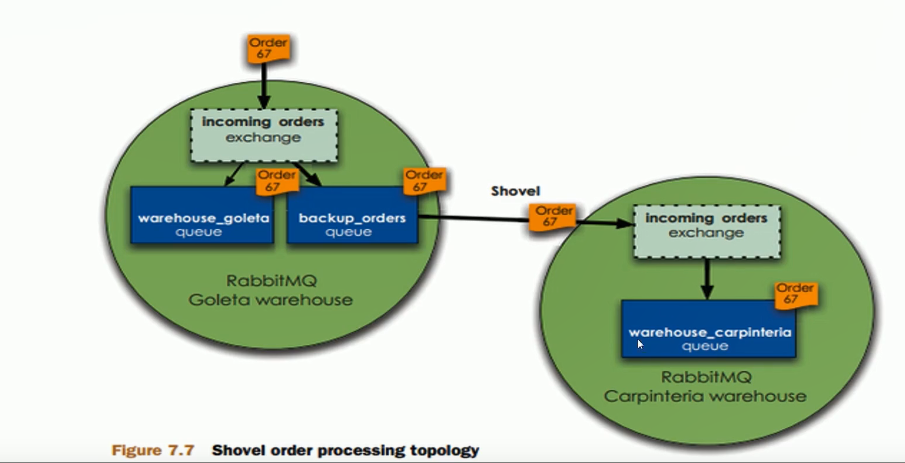 Order
67
incoming orders
exchange
Order
67
Order
67
warehouse_goleta
queue
backup_orders
queue
RabbitMQ
Goleta warehouse
Shovel
Order
67
incoming orders
exchange
Order
67
warehouse_carpinteria
queue
RabbitMQ
Carpinteria warehouse
Figure 7.7 Shovel order processing topology